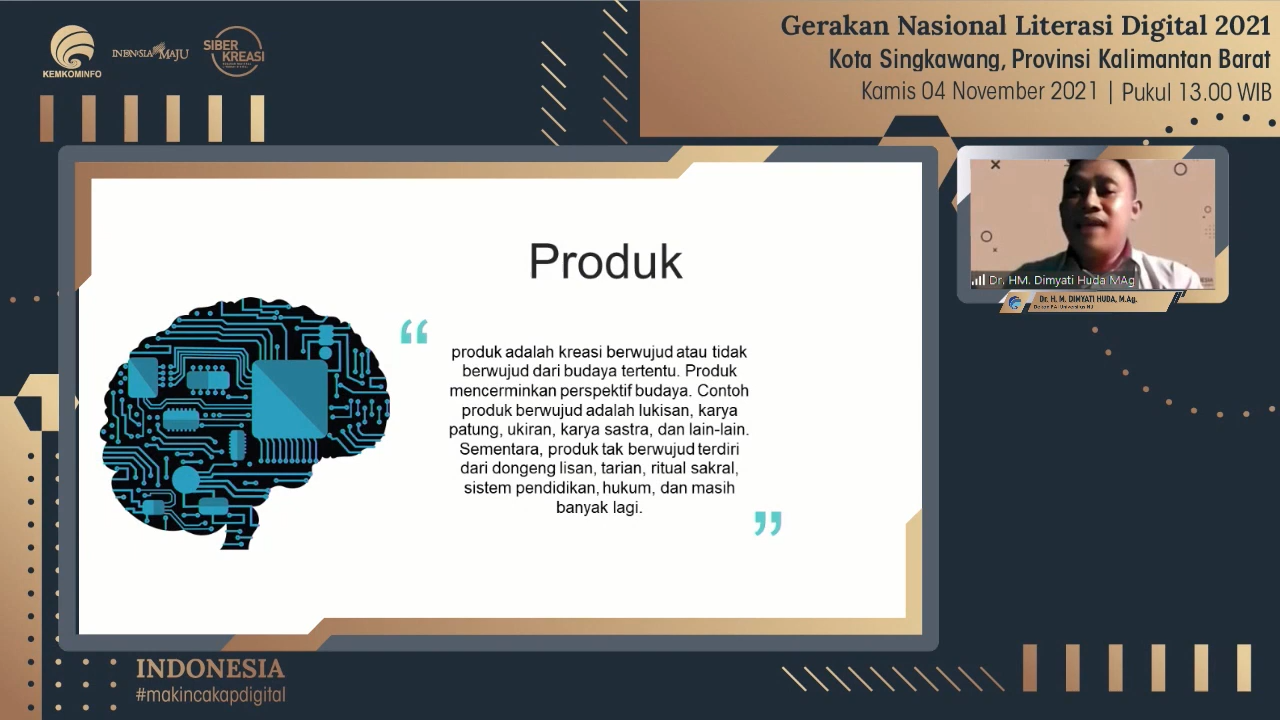 KEMKOMINFO
INDONESIA MAJU
SIBER
KREASI
Gerakan Nasional Literasi Digital 2021
Kota Singkawang, Provinsi Kalimantan Barat
Kamis 04 November 2021 | Pukul 13.00 WIB
Produk
“
produk adalah kreasi berwujud atau tidak
berwujud dari budaya tertentu. Produk
mencerminkan perspektif budaya. Contoh
produk berwujud adalah lukisan, karya
patung, ukiran, karya sastra, dan lain-lain.
Sementara, produk tak berwujud terdiri
dari dongeng lisan, tarian, ritual sakral,
sistem pendidikan, hukum, dan masih
banyak lagi.
”
Dr. HM. Dimyati Huda MAg
Dr. H. M. DIMYATI HUDA, M.Ag.
INDONESIA
#makincakapdigital